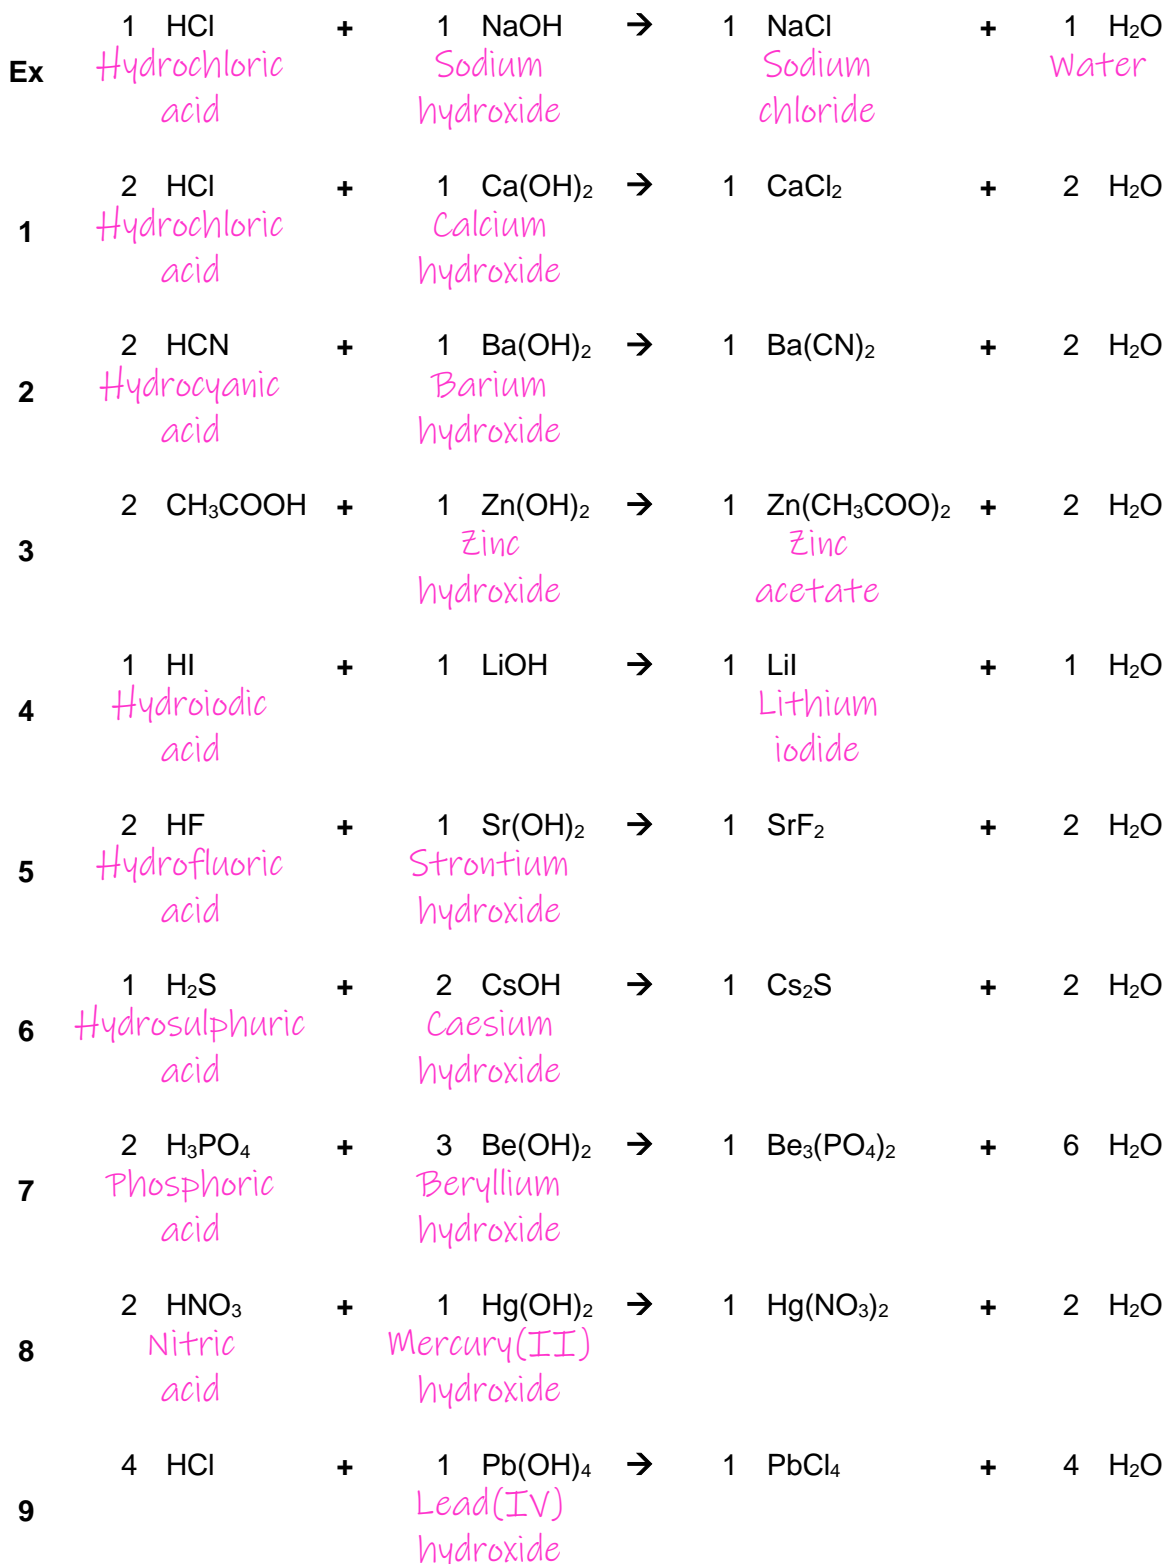 1 HCl + 1 NaOH → 1 NaCl + 1 H₂O
Ex Hydrochloric Sodium Sodium Water
acid hydroxide chloride
2 HCl + 1 Ca(OH)₂ → 1 CaCl₂ + 2 H₂O
1 Hydrochloric Calcium
acid hydroxide
2 HCN + 1 Ba(OH)₂ → 1 Ba(CN)₂ + 2 H₂O
2 Hydrocyanic Barium
acid hydroxide
2 CH₃COOH + 1 Zn(OH)₂ → 1 Zn(CH₃COO)₂ + 2 H₂O
3 Zinc Zinc
hydroxide acetate
1 HI + 1 LiOH → 1 LiI + 1 H₂O
4 Hydroiodic Lithium
acid iodide
2 HF + 1 Sr(OH)₂ → 1 SrF₂ + 2 H₂O
5 Hydrofluoric Strontium
acid hydroxide
1 H₂S + 2 CsOH → 1 Cs₂S + 2 H₂O
6 Hydrosulphuric Caesium
acid hydroxide
2 H₃PO₄ + 3 Be(OH)₂ → 1 Be₃(PO₄)₂ + 6 H₂O
7 Phosphoric Beryllium
acid hydroxide
2 HNO₃ + 1 Hg(OH)₂ → 1 Hg(NO₃)₂ + 2 H₂O
8 Nitric Mercury(II)
acid hydroxide
4 HCl + 1 Pb(OH)₄ → 1 PbCl₄ + 4 H₂O
9 Lead(IV)
hydroxide